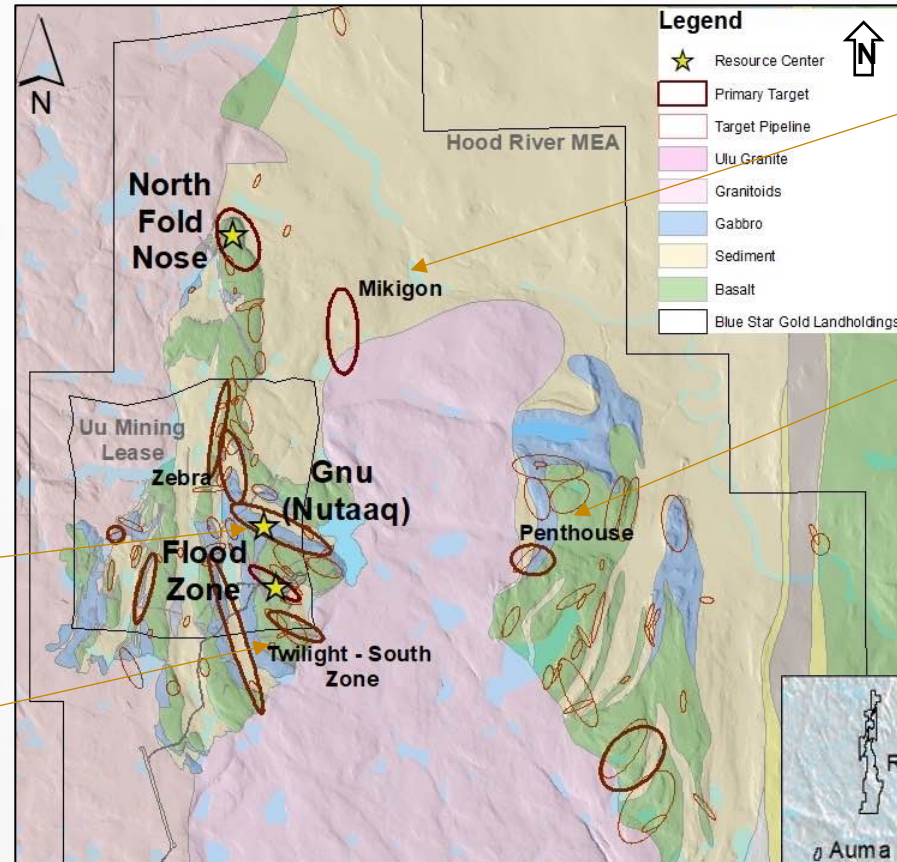 N
Legend
N
Resource Center
Primary Target
Target Pipeline
Ulu Granite
Granitoids
Gabbro
Sediment
Basalt
Blue Star Gold Landholdings
Hood River MEA
North
Fold
Nose
Mikigon
Uu Mining
Lease
Zebra
Gnu
(Nutaaq)
Flood
Zone
Penthouse
Twilight - South
Zone
R
Auma